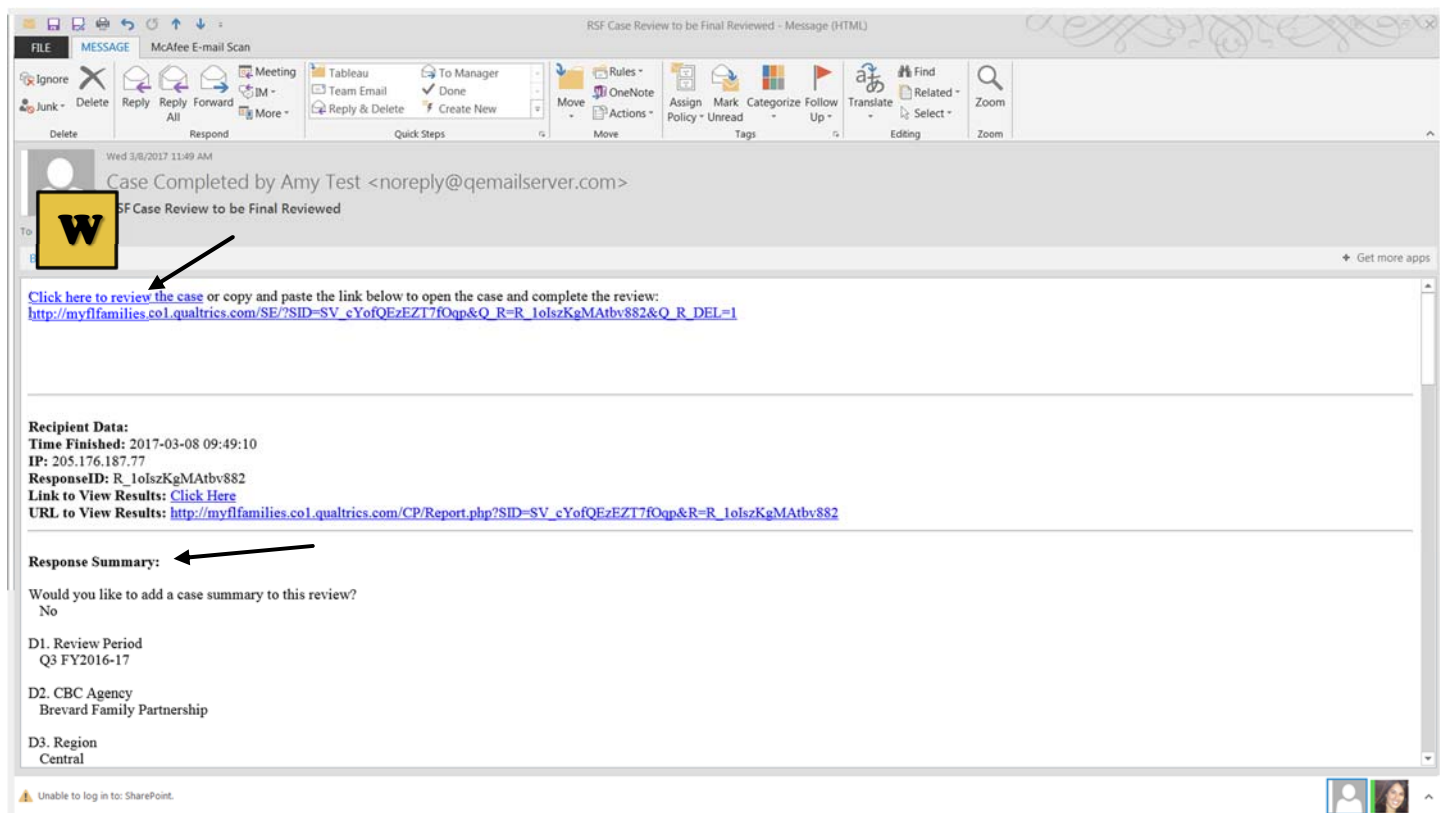 RSF Case Review to be Final Reviewed - Message (HTML)
FILE MESSAGE McAfee E-mail Scan
Ignore
Junk
Delete
Reply
Reply All
Forward
Meeting
IM
More
Tableau
Team Email
Reply & Delete
To Manager
Done
Create New
Move
Rules
OneNote
Actions
Assign Policy
Mark Unread
Categorize
Follow Up
Translate
Find
Related
Select
Zoom
Delete Respond Quick Steps Move Tags Editing Zoom
Wed 3/8/2017 11:49 AM
Case Completed by Amy Test <noreply@qemailserver.com>
SF Case Review to be Final Reviewed
To
W
B
+ Get more apps
Click here to review the case or copy and paste the link below to open the case and complete the review:
http://myflfamilies.co1.qualtrics.com/SE/?SID=SV_cYofQEzEZT7fOqp&Q_R=R_1oIszKgMAtbv882&Q_R_DEL=1
Recipient Data:
Time Finished: 2017-03-08 09:49:10
IP: 205.176.187.77
ResponseID: R_1oIszKgMAtbv882
Link to View Results: Click Here
URL to View Results: http://myflfamilies.co1.qualtrics.com/CP/Report.php?SID=SV_cYofQEzEZT7fOqp&R=R_1oIszKgMAtbv882
Response Summary:
Would you like to add a case summary to this review?
No
D1. Review Period
Q3 FY2016-17
D2. CBC Agency
Brevard Family Partnership
D3. Region
Central
Unable to log in to: SharePoint.